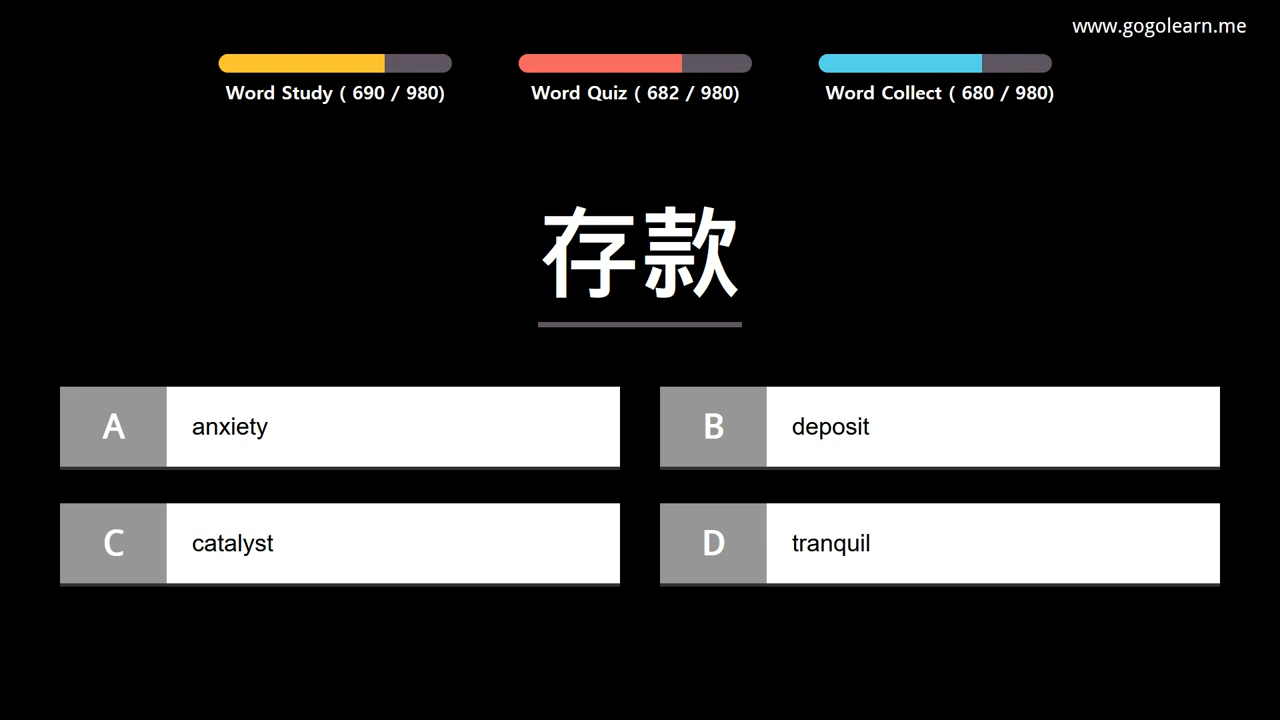 www.gogolearn.me
Word Study ( 690 / 980)
Word Quiz ( 682 / 980)
Word Collect ( 680 / 980)
存款
A anxiety
B deposit
C catalyst
D tranquil